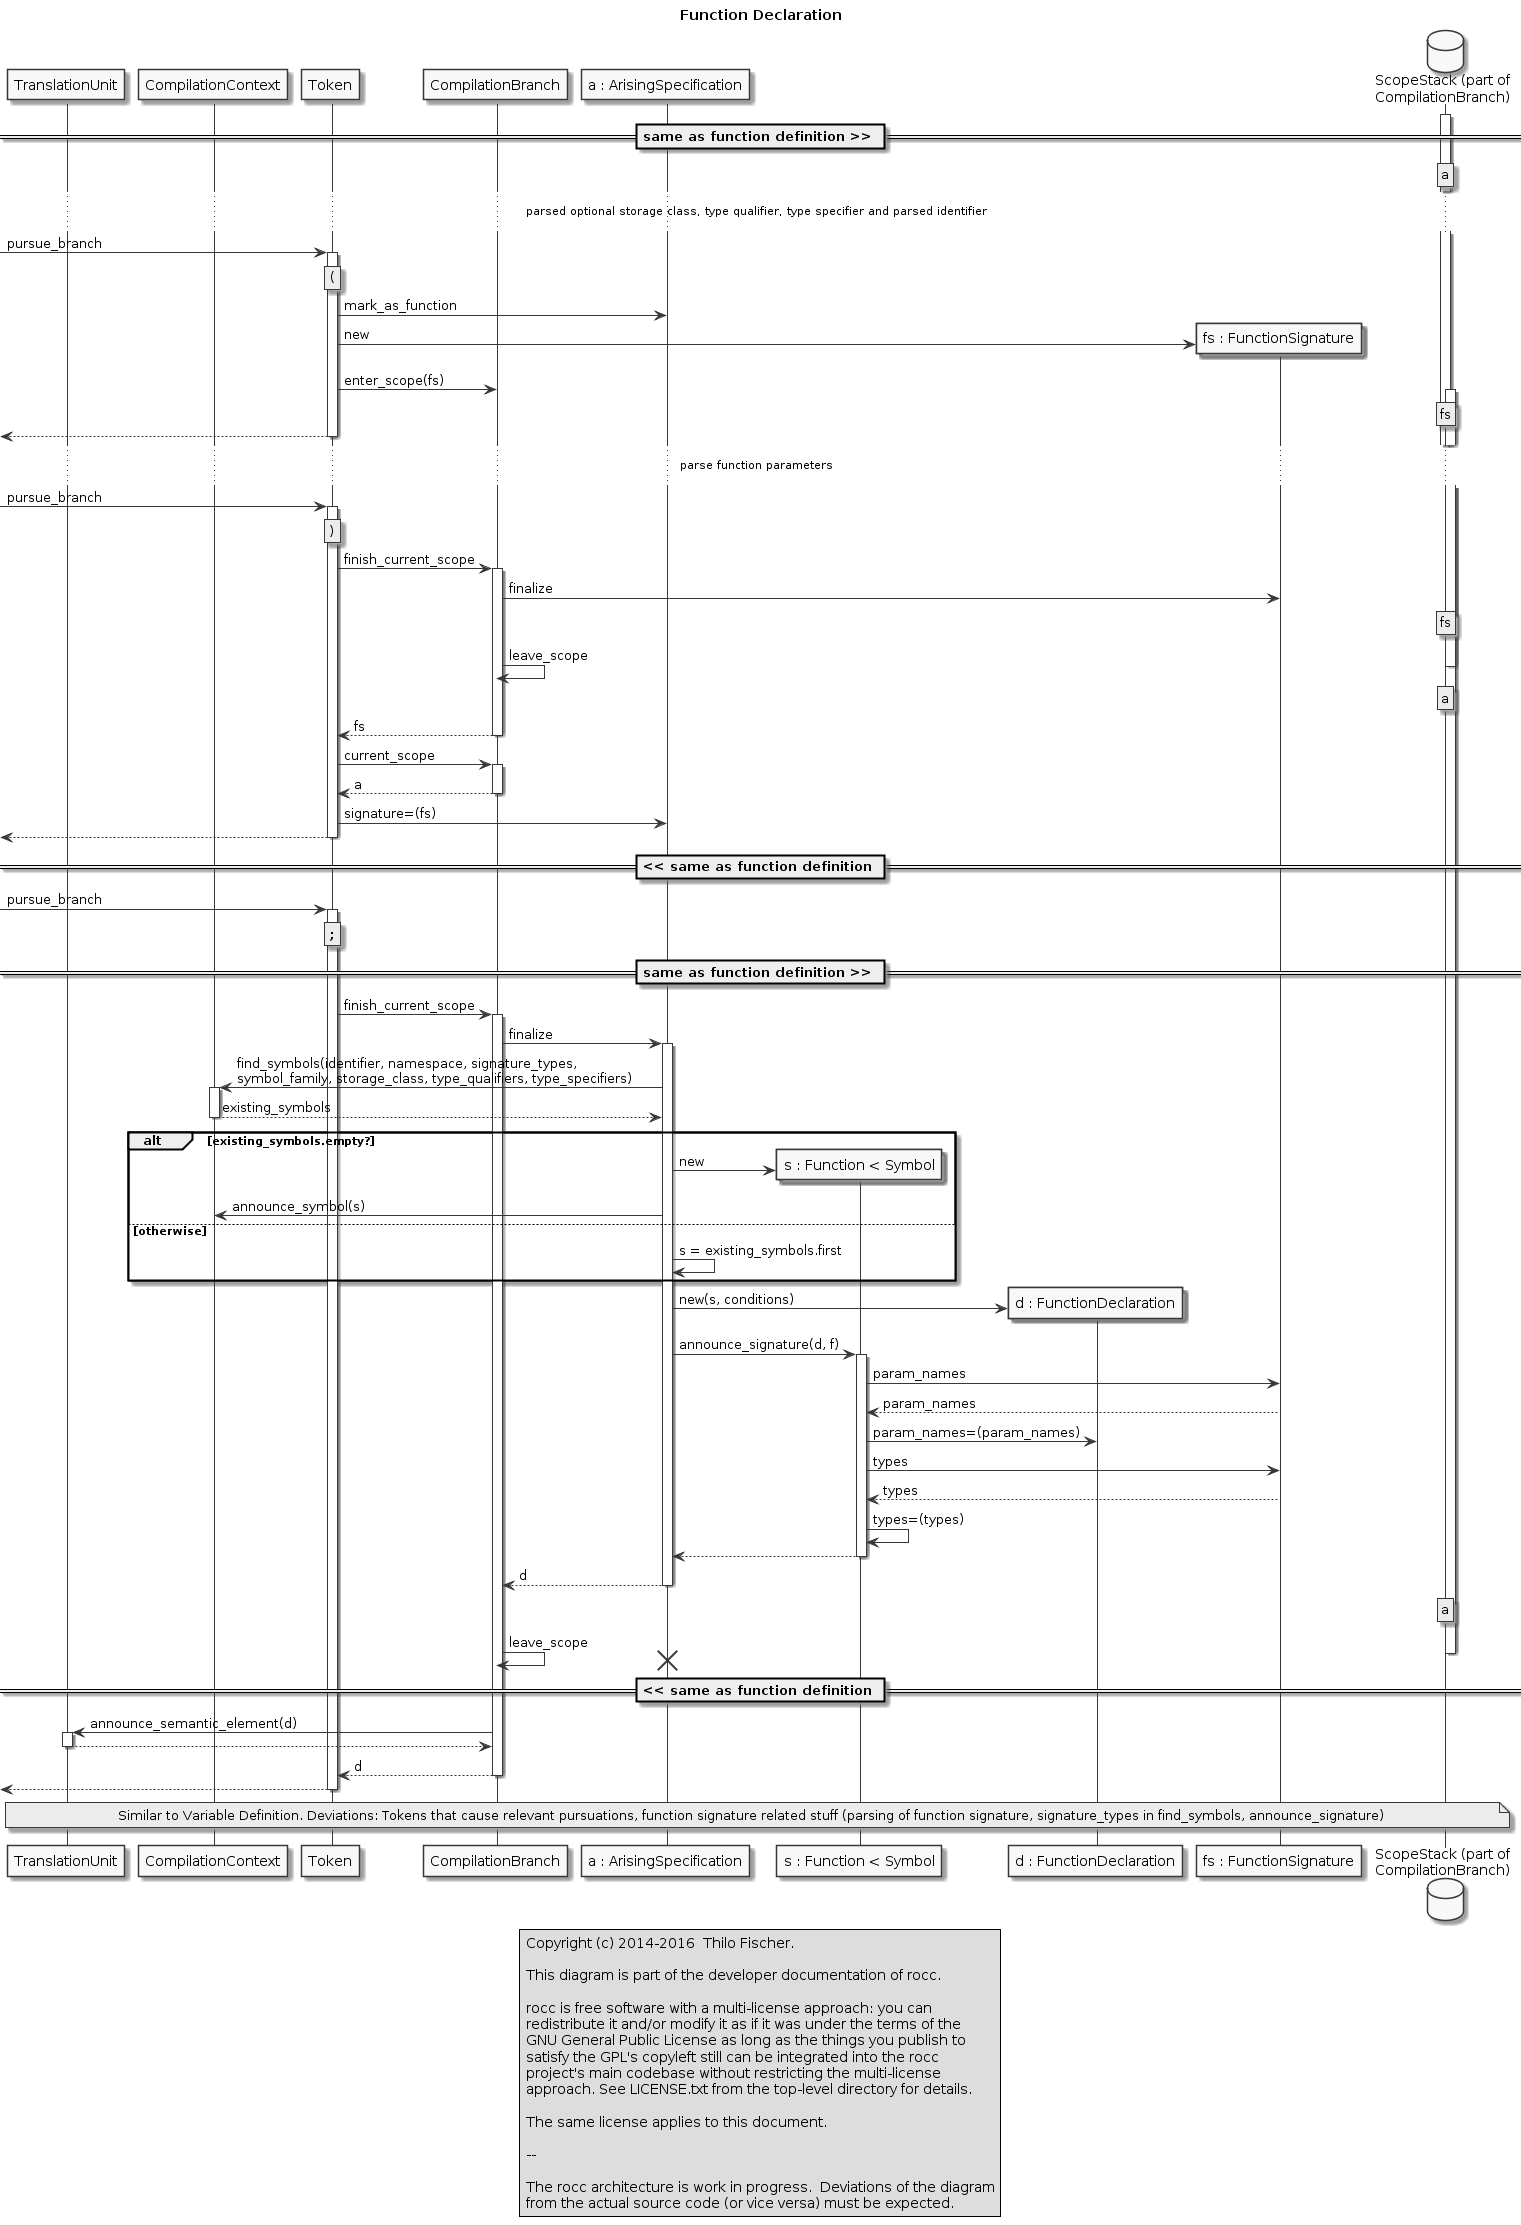 Function Declaration
TranslationUnit
CompilationContext
Token
CompilationBranch
a : ArisingSpecification
ScopeStack (part of
CompilationBranch)
same as function definition >>
a
parsed optional storage class, type qualifier, type specifier and parsed identifier
pursue_branch
(
mark_as_function
new
fs : FunctionSignature
enter_scope(fs)
fs
parse function parameters
pursue_branch
)
finish_current_scope
finalize
fs
leave_scope
a
fs
current_scope
a
signature=(fs)
<< same as function definition
pursue_branch
;
same as function definition >>
finish_current_scope
finalize
find_symbols(identifier, namespace, signature_types,
symbol_family, storage_class, type_qualifiers, type_specifiers)
existing_symbols
alt
[existing_symbols.empty?]
new
s : Function < Symbol
announce_symbol(s)
[otherwise]
s = existing_symbols.first
new(s, conditions)
d : FunctionDeclaration
announce_signature(d, f)
param_names
param_names
param_names=(param_names)
types
types
types=(types)
d
a
leave_scope
<< same as function definition
announce_semantic_element(d)
d
Similar to Variable Definition. Deviations: Tokens that cause relevant pursuations, function signature related stuff (parsing of function signature, signature_types in find_symbols, announce_signature)
TranslationUnit
CompilationContext
Token
CompilationBranch
a : ArisingSpecification
s : Function < Symbol
d : FunctionDeclaration
fs : FunctionSignature
ScopeStack (part of
CompilationBranch)
Copyright (c) 2014-2016  Thilo Fischer.
This diagram is part of the developer documentation of rocc.
rocc is free software with a multi-license approach: you can
redistribute it and/or modify it as if it was under the terms of the
GNU General Public License as long as the things you publish to
satisfy the GPL's copyleft still can be integrated into the rocc
project's main codebase without restricting the multi-license
approach. See LICENSE.txt from the top-level directory for details.
The same license applies to this document.
--
The rocc architecture is work in progress.  Deviations of the diagram
from the actual source code (or vice versa) must be expected.